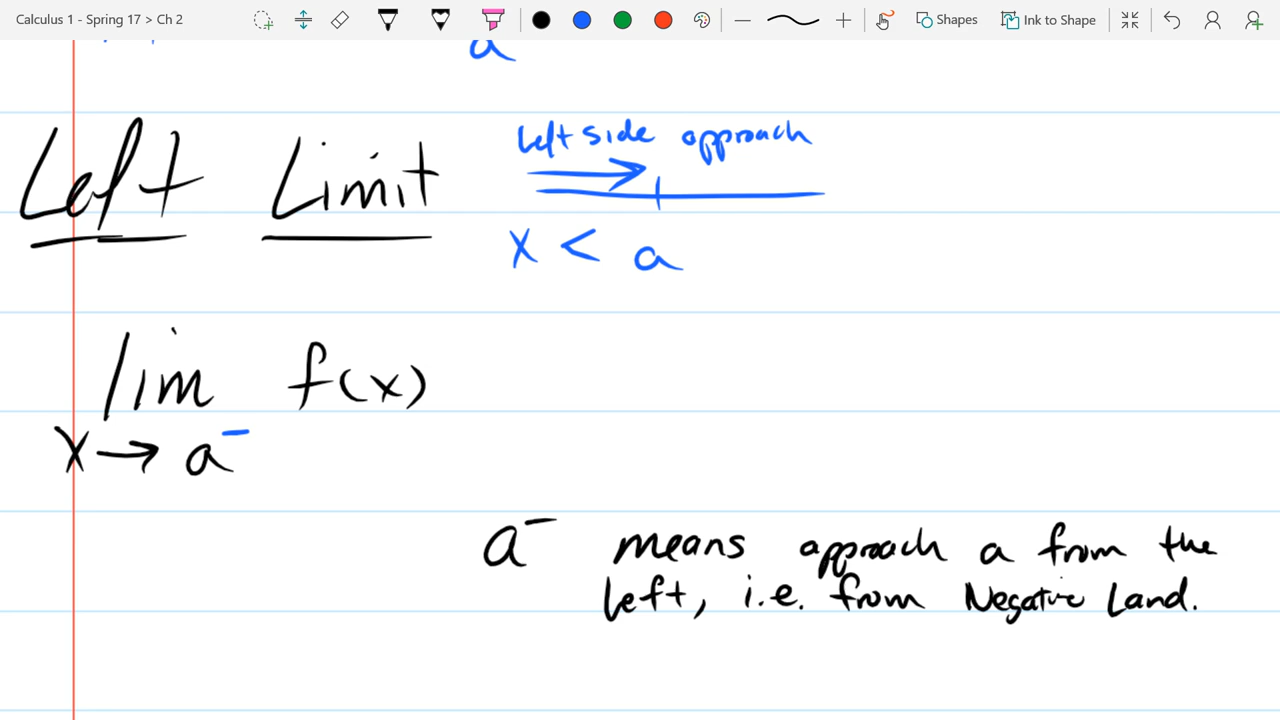 Calculus 1 - Spring 17 > Ch 2
Shapes
Ink to Shape
a
Left Limit
left side approach
x < a
lim f(x)
x → a⁻
a⁻ means approach a from the
left, i.e. from Negative Land.